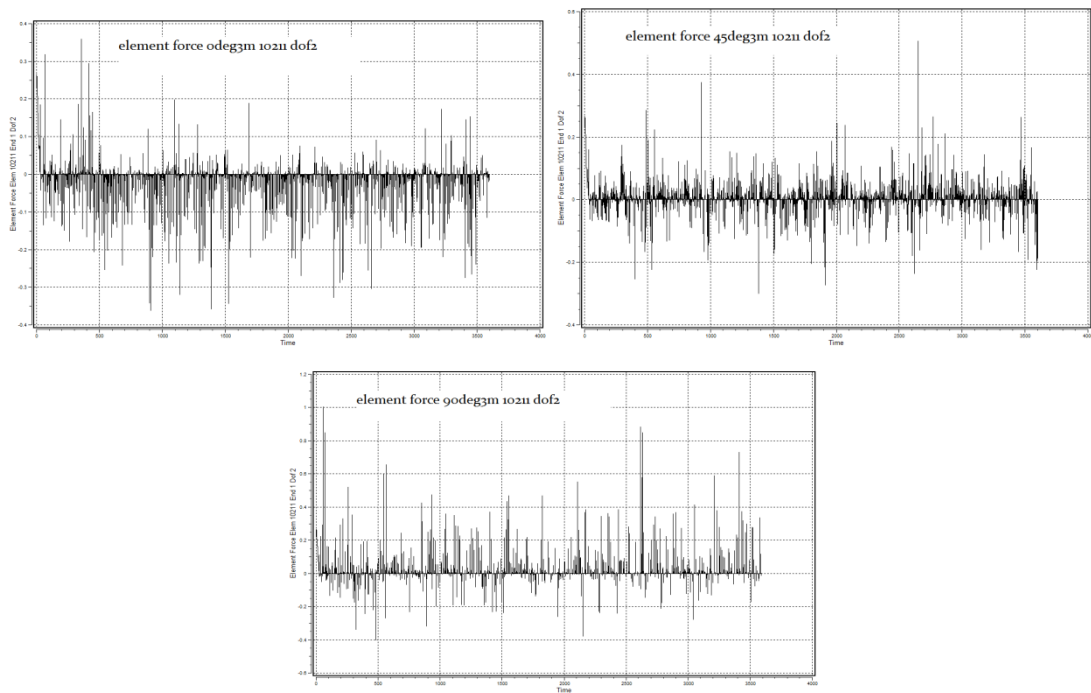 element force 0deg3m 10211 dof2
0.4
0.3
0.2
0.1
0
-0.1
-0.2
-0.3
-0.4
Element Force Elem 10211 End 1 Dof 2
0 500 1000 1500 2000 2500 3000 3500 4000
Time
element force 45deg3m 10211 dof2
0.6
0.4
0.2
0
-0.2
-0.4
Element Force Elem 10211 End 1 Dof 2
0 500 1000 1500 2000 2500 3000 3500 4000
Time
element force 90deg3m 10211 dof2
1.2
1
0.8
0.6
0.4
0.2
0
-0.2
-0.4
-0.6
Element Force Elem 10211 End 1 Dof 2
0 500 1000 1500 2000 2500 3000 3500 4000
Time